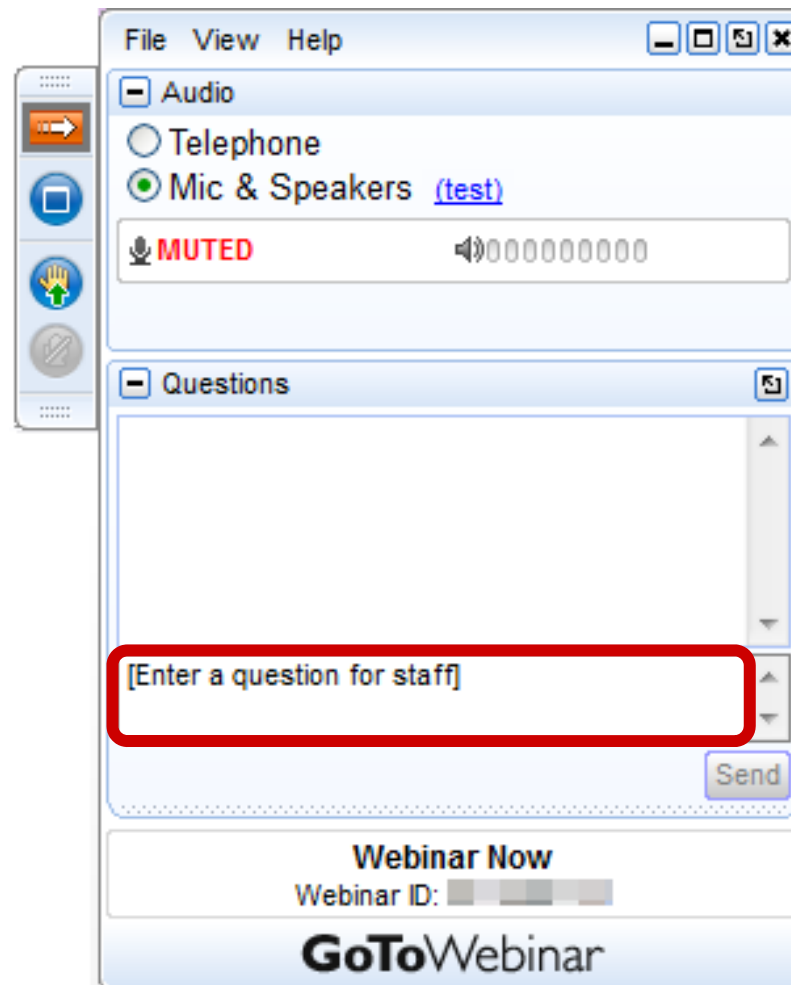 File View Help
Audio
Telephone
Mic & Speakers (test)
MUTED
Questions
[Enter a question for staff]
Send
Webinar Now
Webinar ID:
GoToWebinar